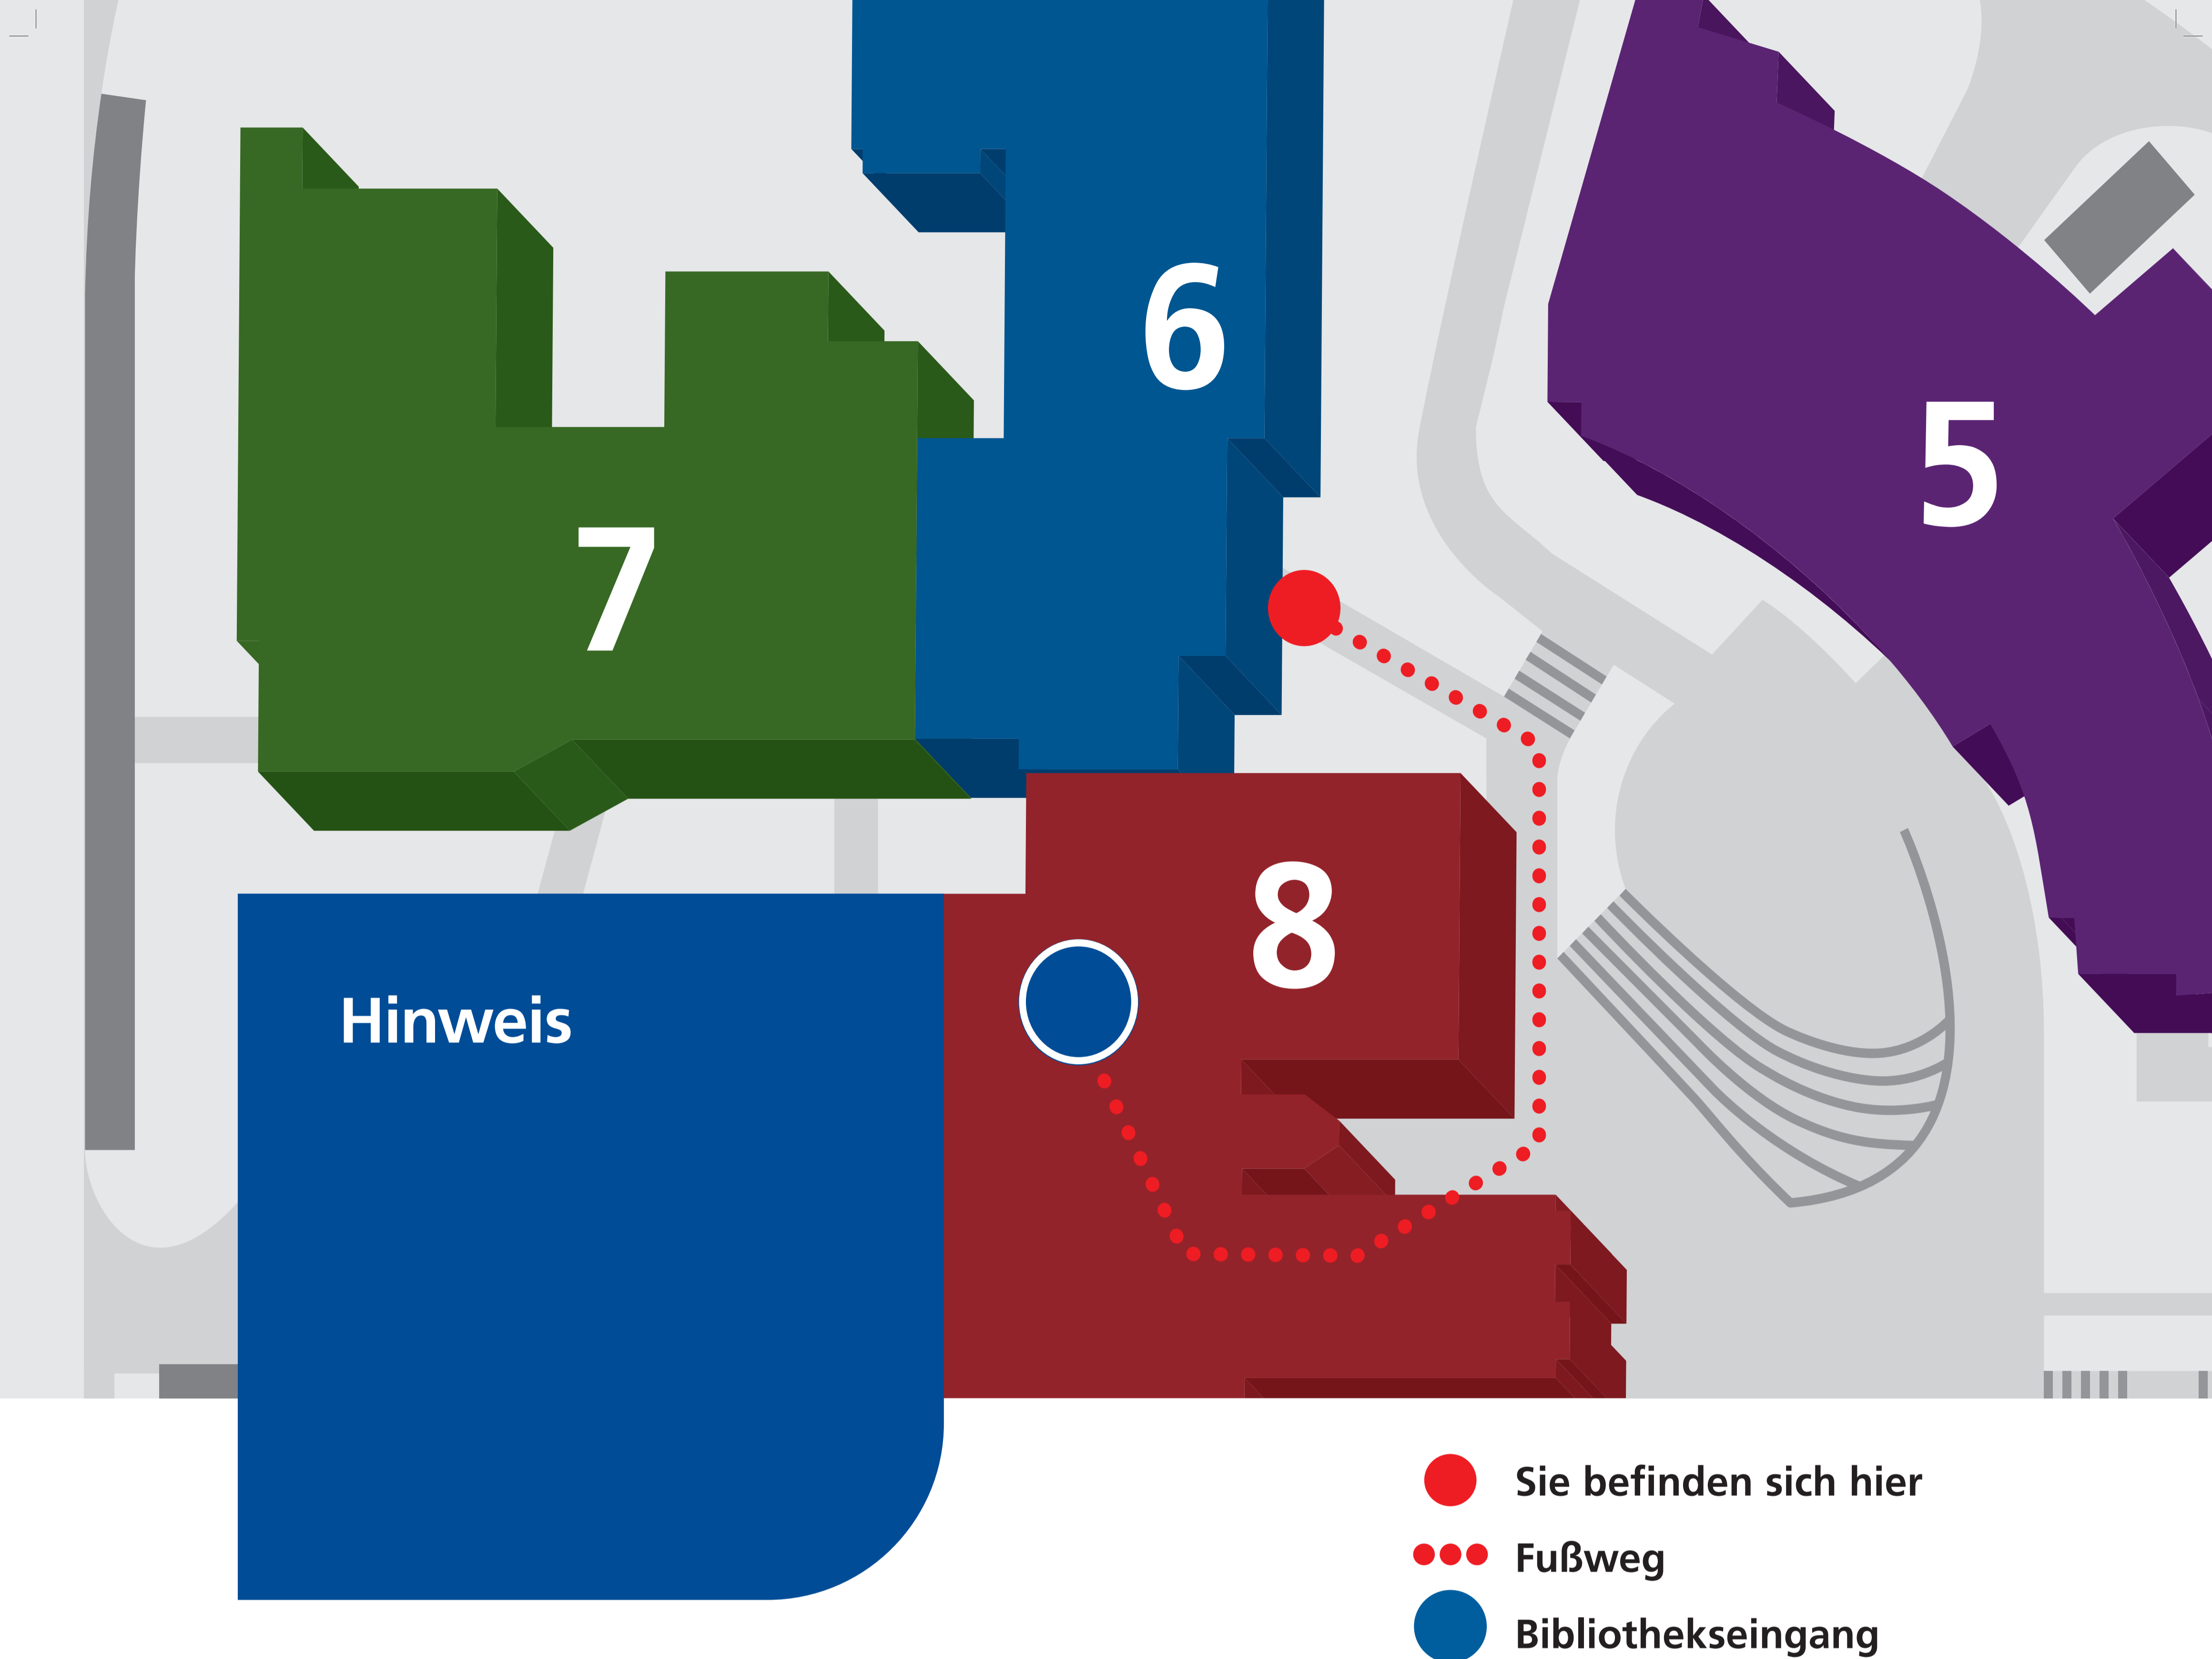 6
5
7
8
Hinweis
Sie befinden sich hier
Fußweg
Bibliothekseingang